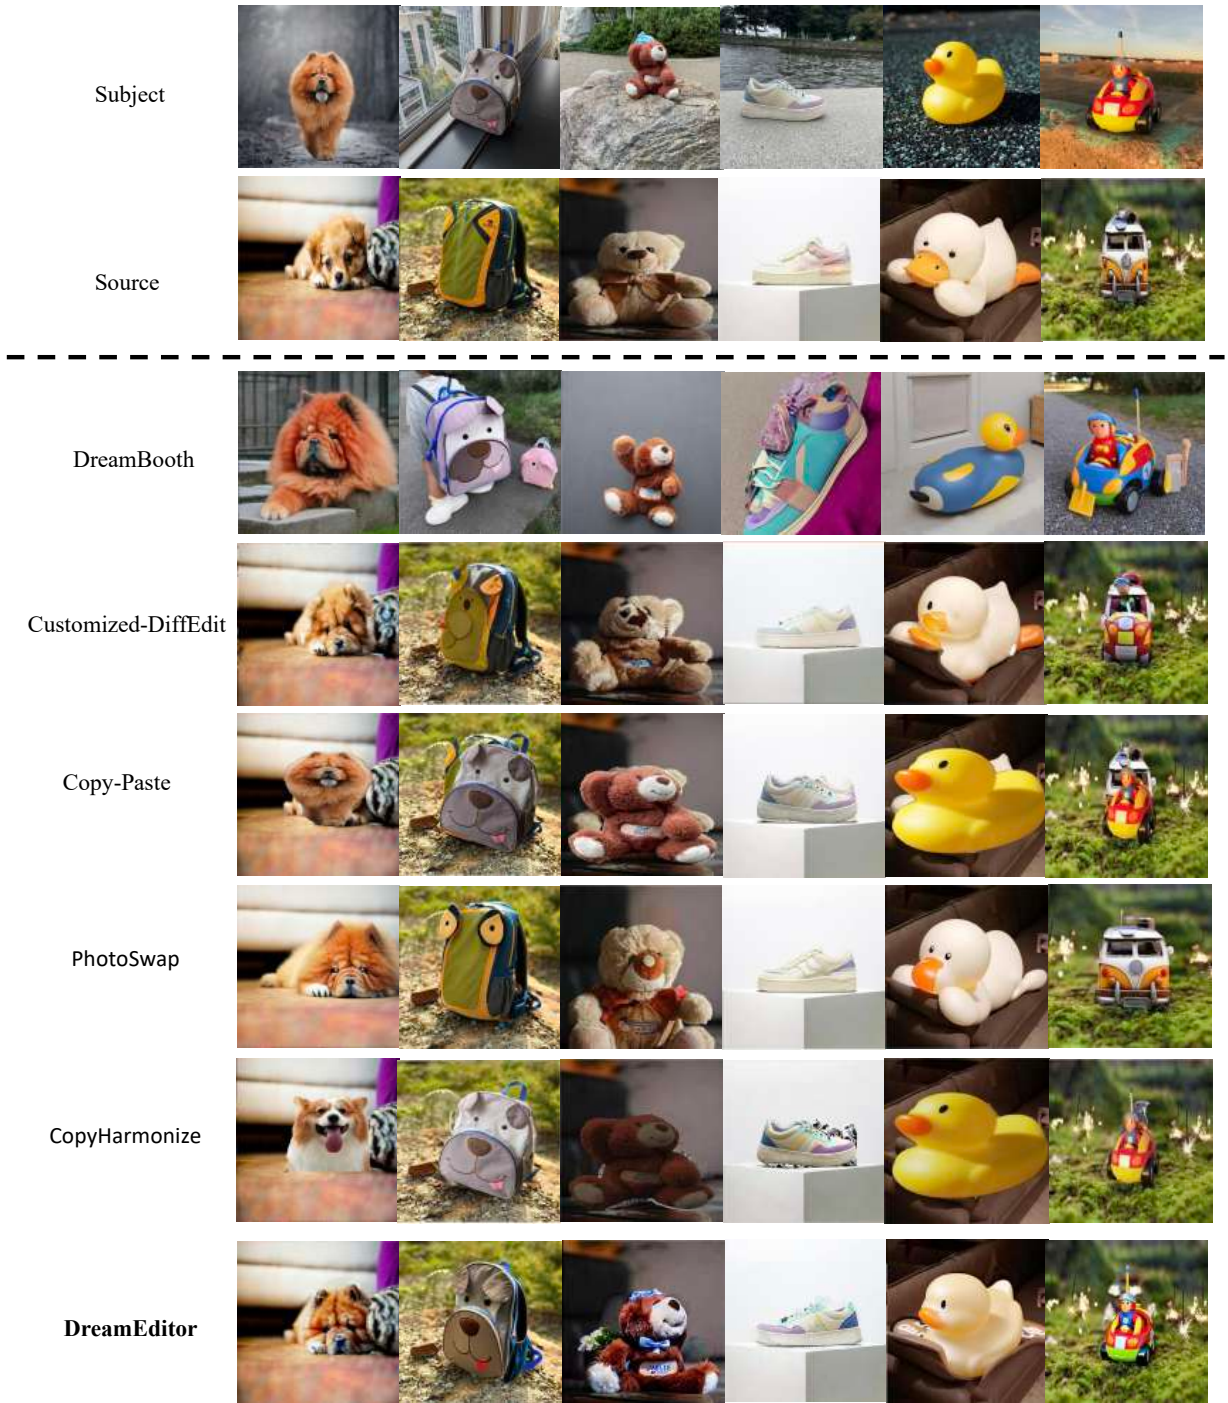 Subject
Source
DreamBooth
Customized-DiffEdit
Copy-Paste
PhotoSwap
CopyHarmonize
DreamEditor